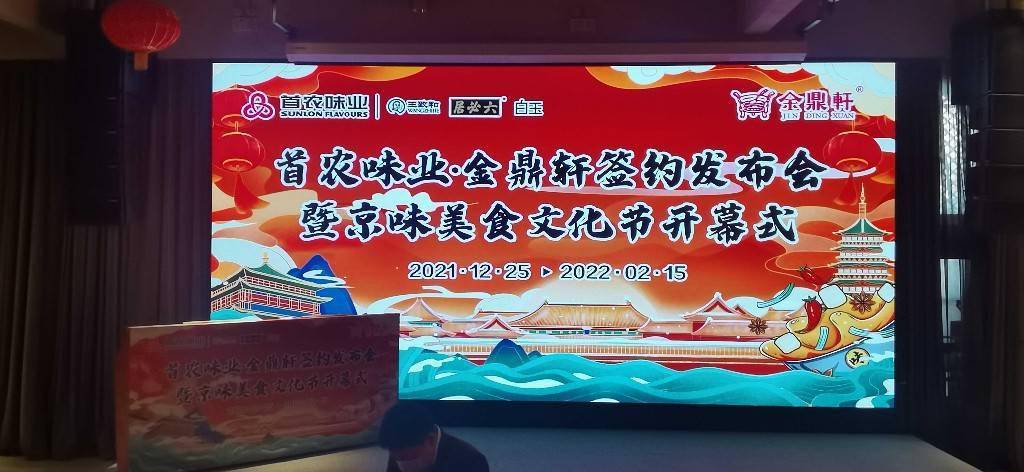 首农味业 王致和 居必六 白玉 金鼎軒®
SUNLON FLAVOURS WANGZHIHE JIN DING XUAN
首农味业·金鼎轩签约发布会
暨京味美食文化节开幕式
2021·12·25 ▶ 2022·02·15
首农味业·金鼎轩签约发布会
暨京味美食文化节开幕式